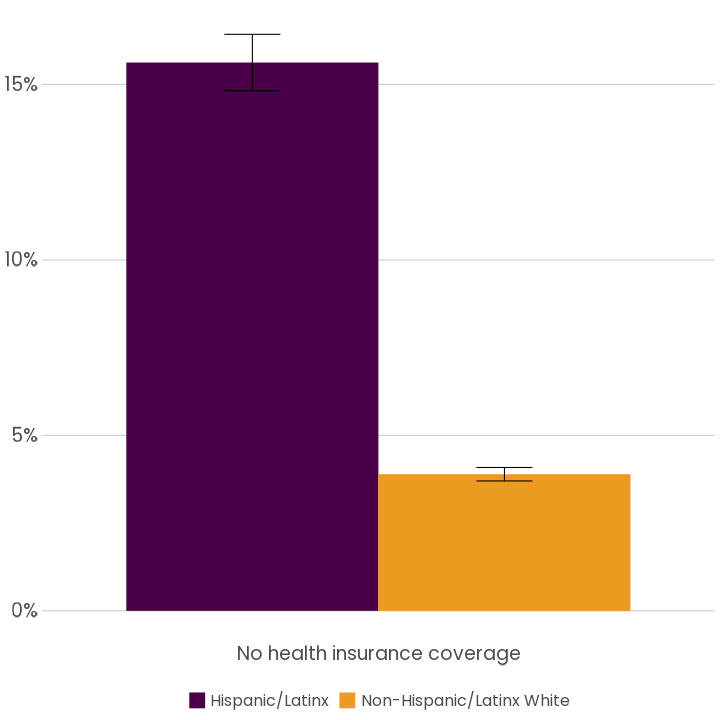 15%
10%
5%
0%
No health insurance coverage
Hispanic/Latinx Non-Hispanic/Latinx White